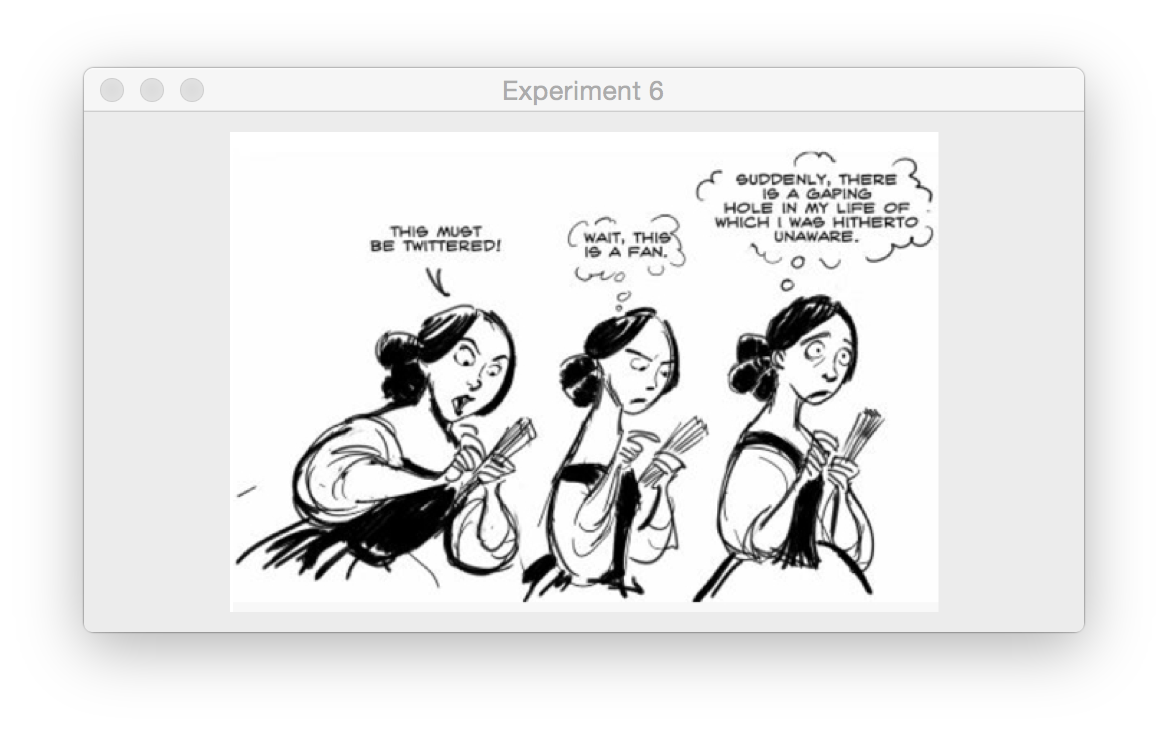 Experiment 6
THIS MUST
BE TWITTERED!
WAIT, THIS
IS A FAN.
SUDDENLY, THERE
IS A GAPING
HOLE IN MY LIFE OF
WHICH I WAS HITHERTO
UNAWARE.